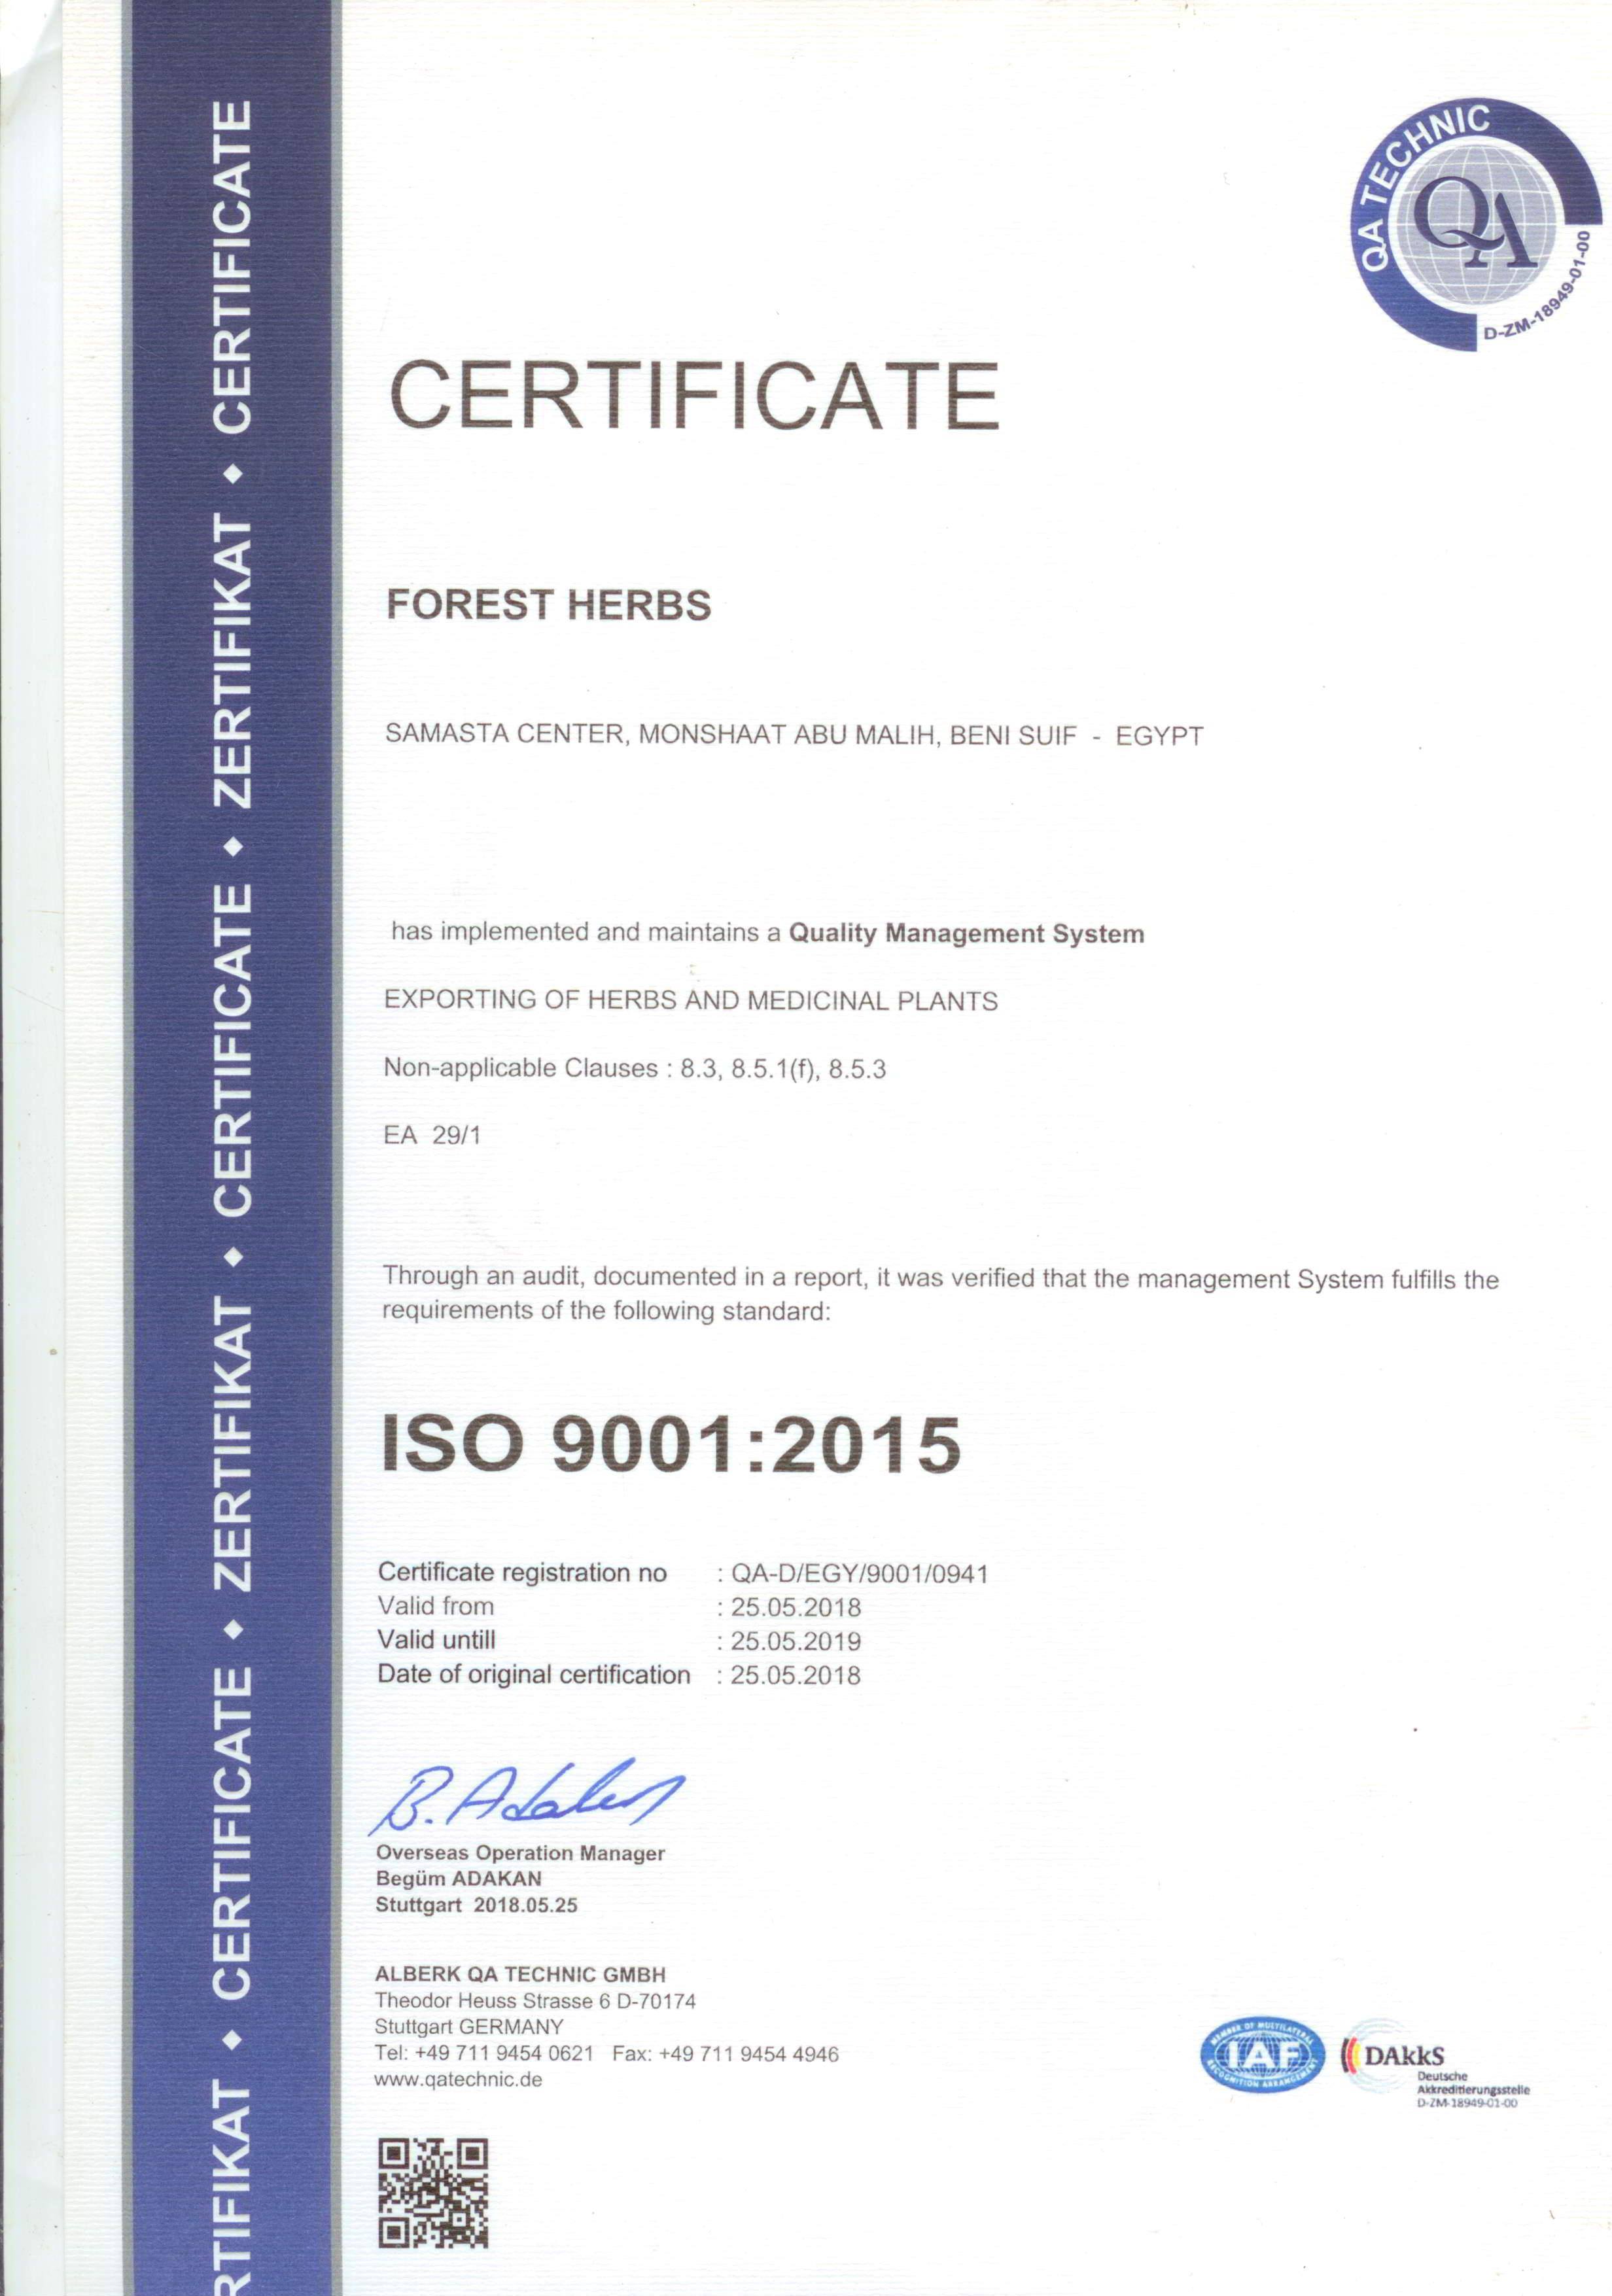 QA TECHNIC
QA
D-ZM-18949-01-00
CERTIFICATE
FOREST HERBS
SAMASTA CENTER, MONSHAAT ABU MALIH, BENI SUIF - EGYPT
has implemented and maintains a Quality Management System
EXPORTING OF HERBS AND MEDICINAL PLANTS
Non-applicable Clauses : 8.3, 8.5.1(f), 8.5.3
EA 29/1
Through an audit, documented in a report, it was verified that the management System fulfills the
requirements of the following standard:
ISO 9001:2015
Certificate registration no : QA-D/EGY/9001/0941
Valid from : 25.05.2018
Valid untill : 25.05.2019
Date of original certification : 25.05.2018
B. Adakan
Overseas Operation Manager
Begüm ADAKAN
Stuttgart 2018.05.25
ALBERK QA TECHNIC GMBH
Theodor Heuss Strasse 6 D-70174
Stuttgart GERMANY
Tel: +49 711 9454 0621 Fax: +49 711 9454 4946
www.qatechnic.de
MEMBER OF MULTILATERAL
IAF
RECOGNITION ARRANGEMENT
DAkkS
Deutsche
Akkreditierungsstelle
D-ZM-18949-01-00
RTIFIKAT ◆ CERTIFICATE ◆ ZERTIFIKAT ◆ CERTIFICATE ◆ ZERTIFIKAT ◆ CERTIFICATE